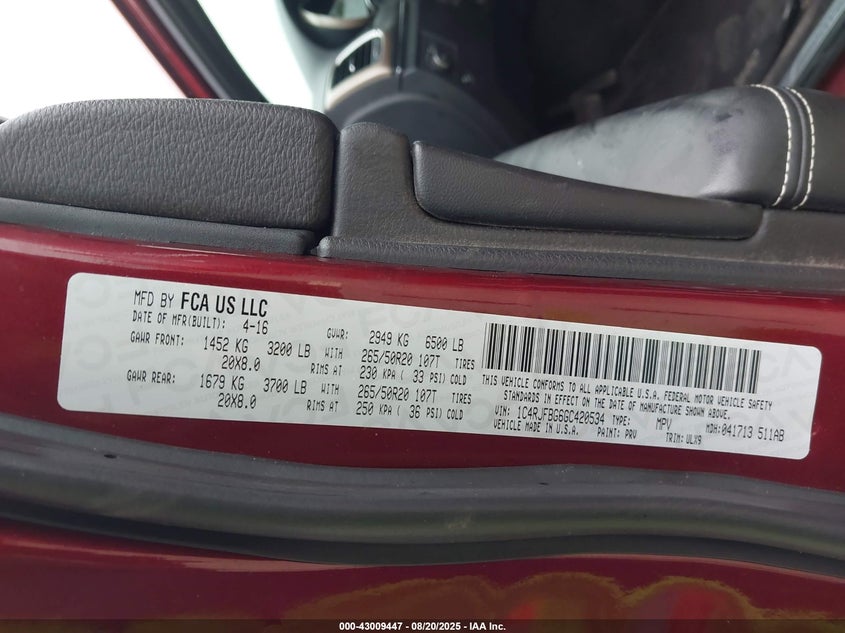 MFD BY FCA US LLC
DATE OF MFR(BUILT): 4-16 GVWR: 2949 KG 6500 LB
GAWR FRONT: 1452 KG 3200 LB WITH 265/50R20 107T TIRES
20X8.0 RIMS AT 230 KPA ( 33 PSI) COLD
GAWR REAR: 1679 KG 3700 LB WITH 265/50R20 107T TIRES
20X8.0 RIMS AT 250 KPA ( 36 PSI) COLD
THIS VEHICLE CONFORMS TO ALL APPLICABLE U.S.A. FEDERAL MOTOR VEHICLE SAFETY
STANDARDS IN EFFECT ON THE DATE OF MANUFACTURE SHOWN ABOVE.
VIN: 1C4RJFBG6GC420534 TYPE: MPV MDH:041713 511AB
VEHICLE MADE IN U.S.A. PAINT: PRV TRIM: ULX9
000-43009447 - 08/20/2025 - IAA Inc.